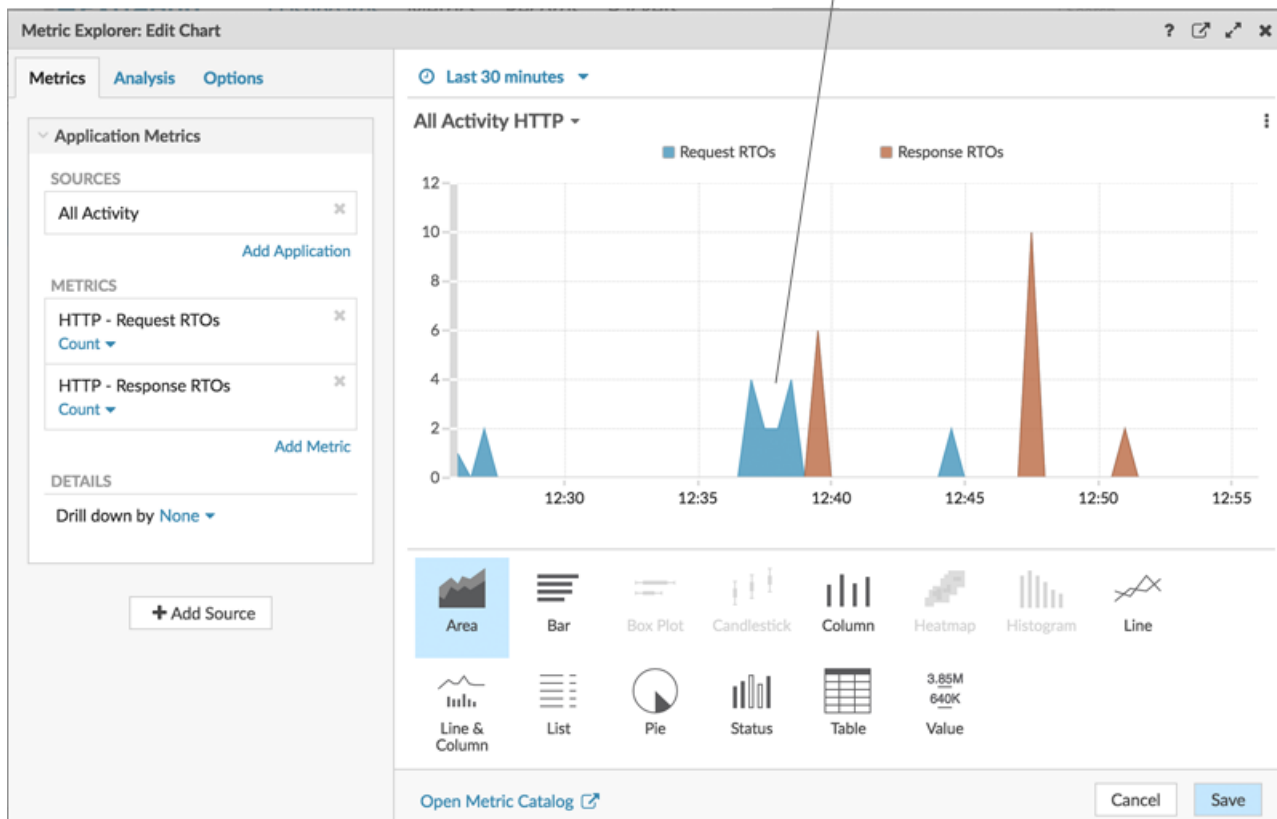 Metric Explorer: Edit Chart
?
Metrics Analysis Options
Last 30 minutes
Application Metrics
SOURCES
All Activity
Add Application
METRICS
HTTP - Request RTOs
Count
HTTP - Response RTOs
Count
Add Metric
DETAILS
Drill down by None
+ Add Source
All Activity HTTP
Request RTOs Response RTOs
12
10
8
6
4
2
0
12:30 12:35 12:40 12:45 12:50 12:55
Area Bar Box Plot Candlestick Column Heatmap Histogram Line
3.85M
640K
Line & Column List Pie Status Table Value
Open Metric Catalog
Cancel Save